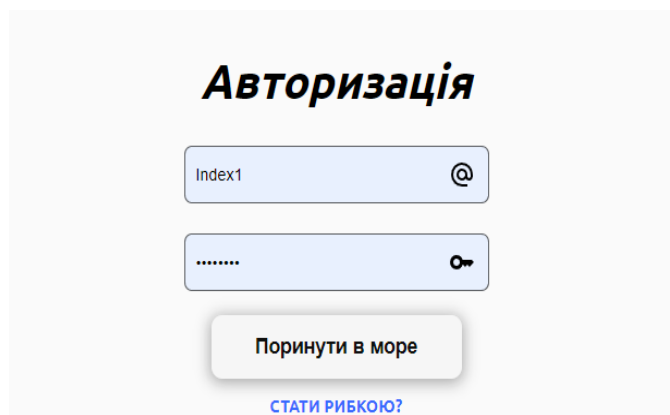 Авторизація
Index1
••••••••
Поринути в море
СТАТИ РИБКОЮ?